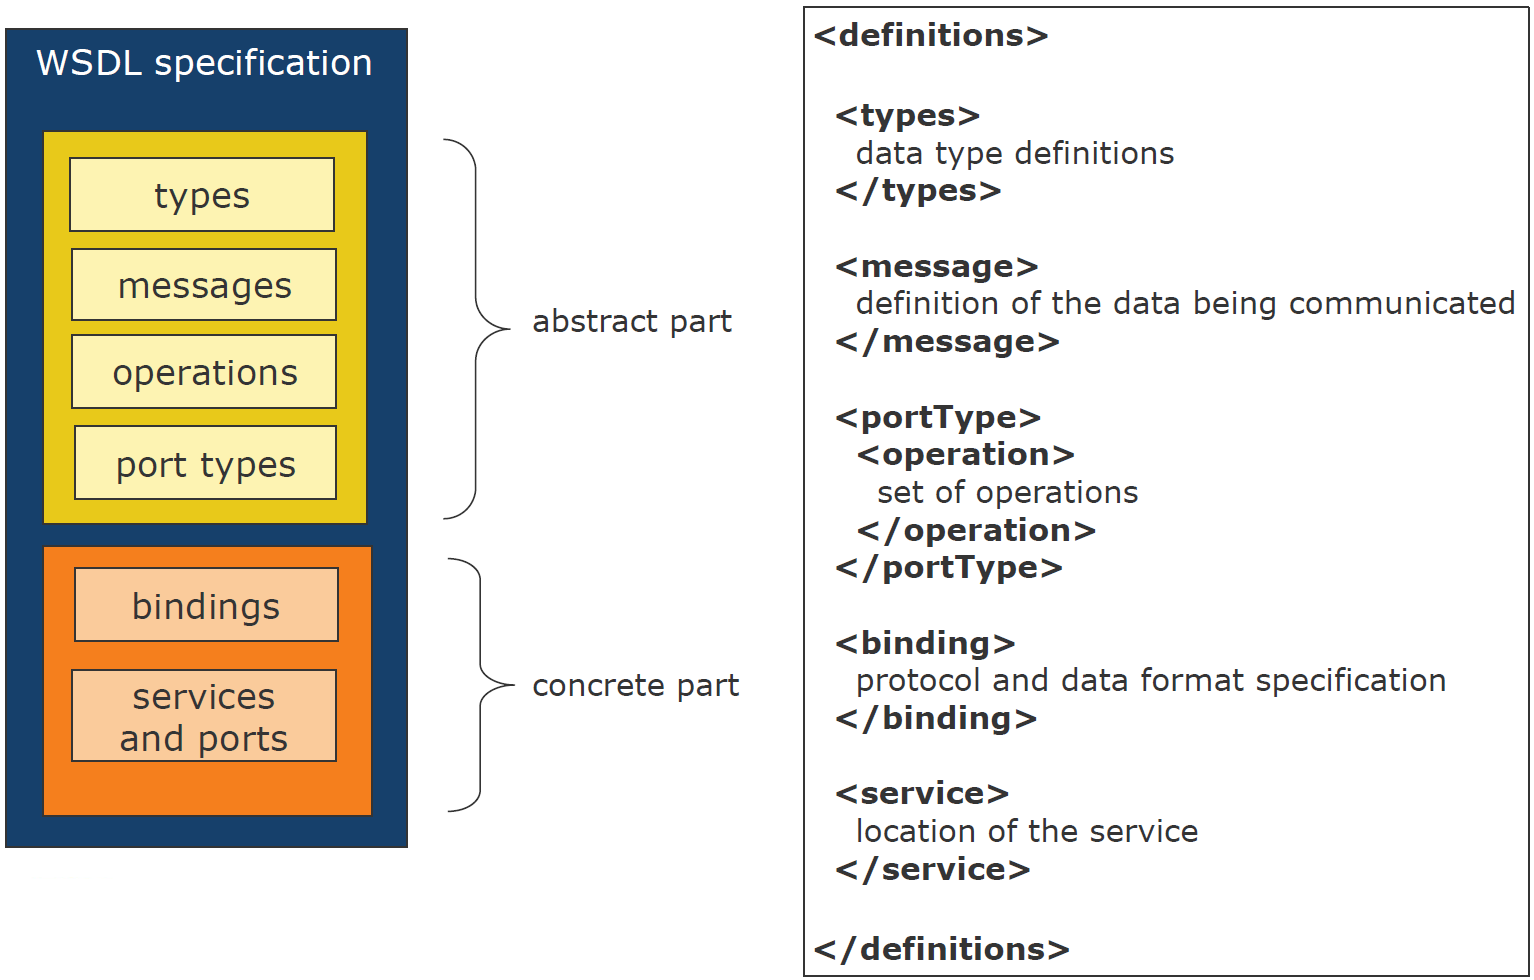 WSDL specification
types
messages
operations
port types
bindings
services
and ports
abstract part
concrete part
<definitions>
<types>
data type definitions
</types>
<message>
definition of the data being communicated
</message>
<portType>
<operation>
set of operations
</operation>
</portType>
<binding>
protocol and data format specification
</binding>
<service>
location of the service
</service>
</definitions>